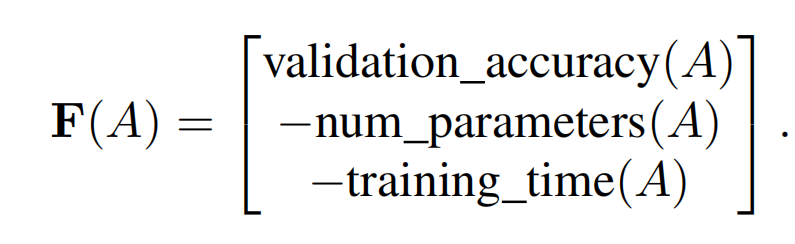 F(A) = [validation_accuracy(A)
−num_parameters(A)
−training_time(A)] .